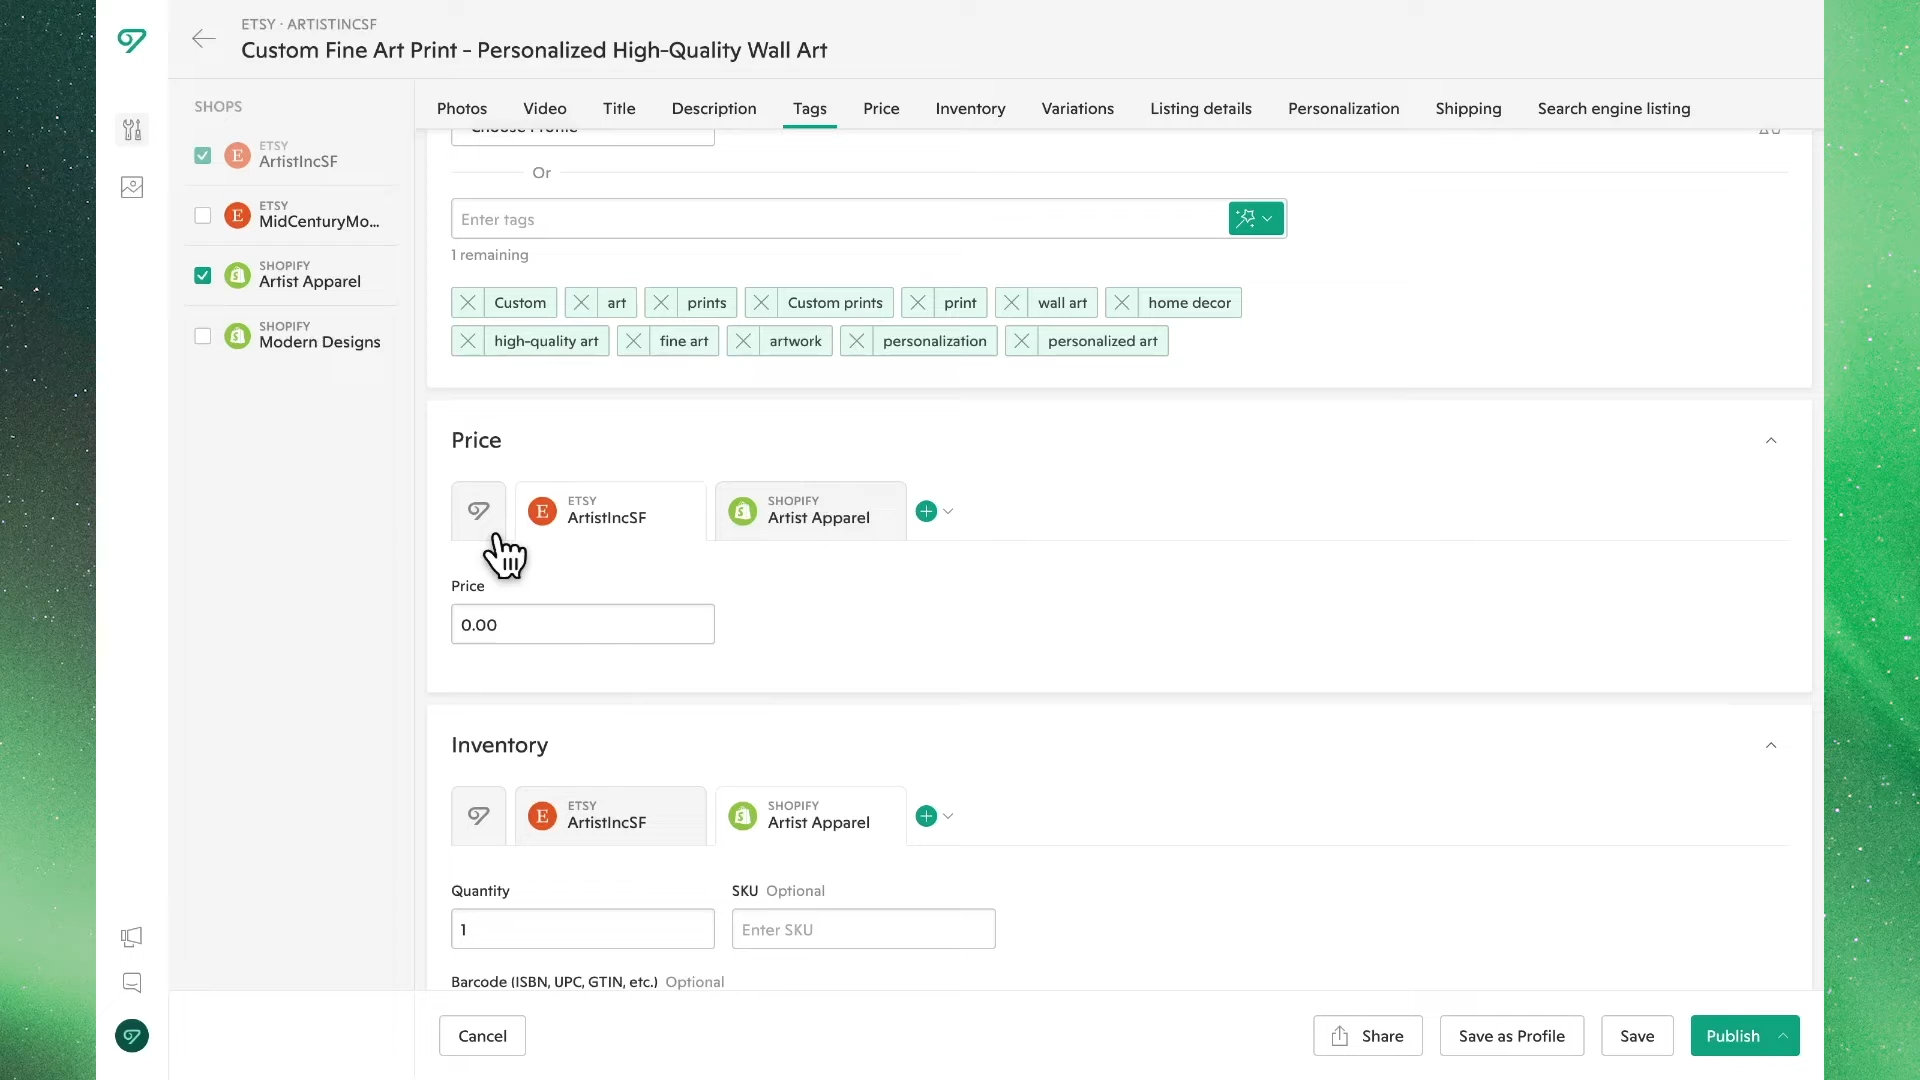 ETSY · ARTISTINCSF
Custom Fine Art Print - Personalized High-Quality Wall Art
SHOPS
ETSY
ArtistIncSF
ETSY
MidCenturyMo...
SHOPIFY
Artist Apparel
SHOPIFY
Modern Designs
Photos Video Title Description Tags Price Inventory Variations Listing details Personalization Shipping Search engine listing
Choose Profile
Or
Enter tags
1 remaining
Custom art prints Custom prints print wall art home decor
high-quality art fine art artwork personalization personalized art
Price
ETSY
ArtistIncSF
SHOPIFY
Artist Apparel
Price
0.00
Inventory
ETSY
ArtistIncSF
SHOPIFY
Artist Apparel
Quantity
1
SKU Optional
Enter SKU
Barcode (ISBN, UPC, GTIN, etc.) Optional
Cancel Share Save as Profile Save Publish